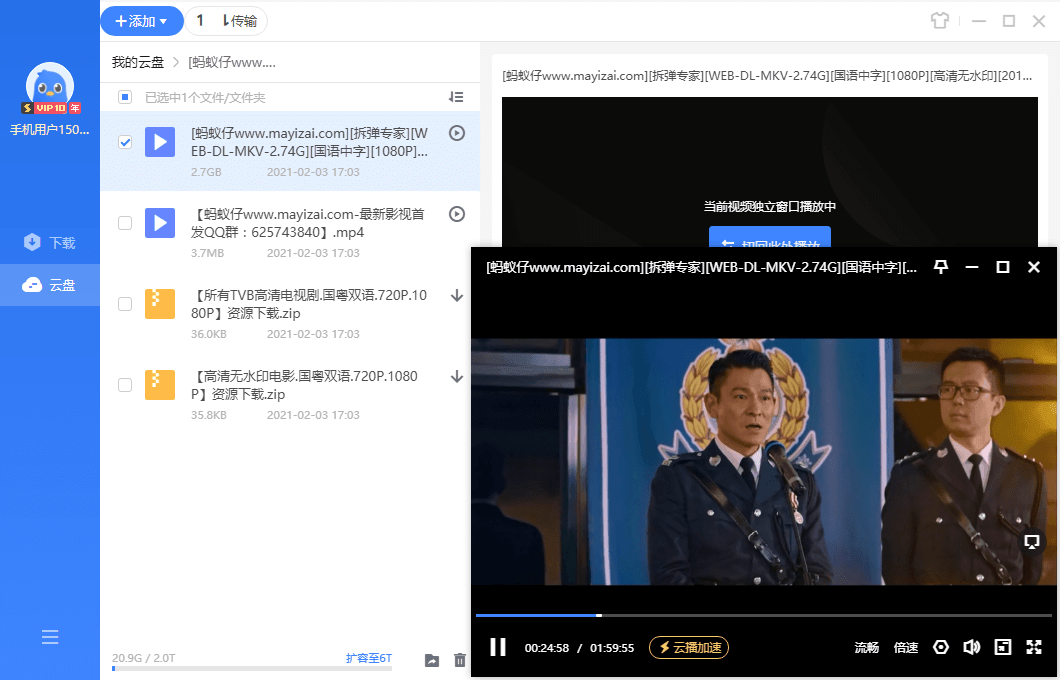 +添加
1
传输
我的云盘
[蚂蚁仔www....
已选中1个文件/文件夹
VIP10 年
手机用户150...
下载
云盘
[蚂蚁仔www.mayizai.com][拆弹专家][W
EB-DL-MKV-2.74G][国语中字][1080P]...
2.7GB 2021-02-03 17:03
【蚂蚁仔www.mayizai.com-最新影视首
发QQ群：625743840】.mp4
3.7MB 2021-02-03 17:03
【所有TVB高清电视剧.国粤双语.720P.10
80P】资源下载.zip
36.0KB 2021-02-03 17:03
【高清无水印电影.国粤双语.720P.1080
P】资源下载.zip
35.8KB 2021-02-03 17:03
20.9G / 2.0T
扩容至6T
[蚂蚁仔www.mayizai.com][拆弹专家][WEB-DL-MKV-2.74G][国语中字][1080P][高清无水印][201...
当前视频独立窗口播放中
切回此处播放
[蚂蚁仔www.mayizai.com][拆弹专家][WEB-DL-MKV-2.74G][国语中字][...
00:24:58 / 01:59:55
云播加速
流畅
倍速